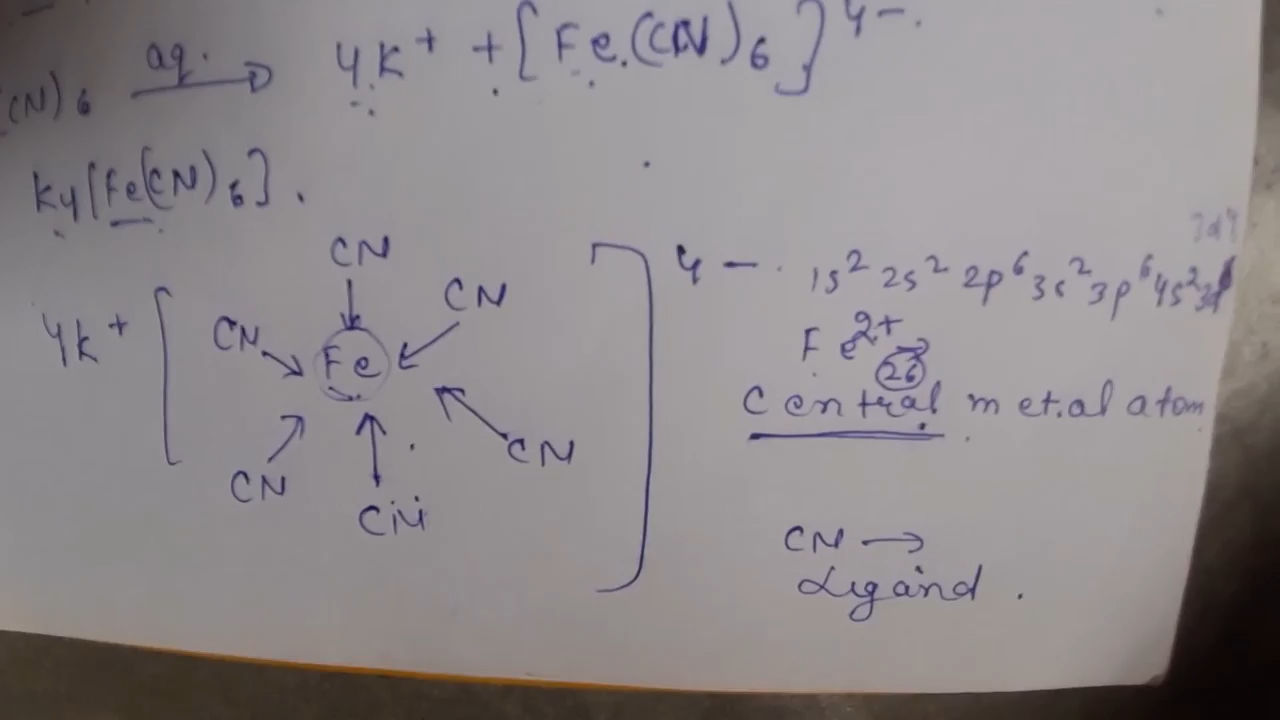 (CN)6 aq. → 4K+ + [Fe(CN)6]4-.
K4[Fe(CN)6].
CN
CN
CN
4K+ [ Fe ] 4-.
CN
CN
CN
1s2 2s2 2p6 3s2 3p6 4s2 3d
Fe2+
26
Central metal atom
CN →
Ligand.